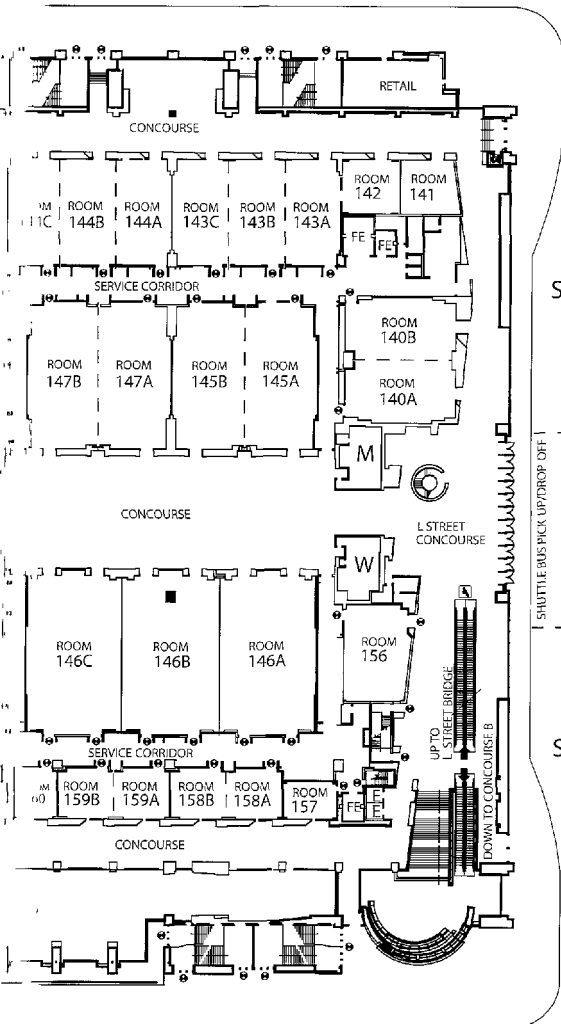 RETAIL
CONCOURSE
ROOM
142
ROOM
141
ROOM
144B
ROOM
144A
ROOM
143C
ROOM
143B
ROOM
143A
FE
FE
SERVICE CORRIDOR
S
ROOM
140B
ROOM
147B
ROOM
147A
ROOM
145B
ROOM
145A
ROOM
140A
M
SHUTTLE BUS PICK UP/DROP OFF
CONCOURSE
L STREET
CONCOURSE
W
ROOM
146C
ROOM
146B
ROOM
146A
ROOM
156
UP TO
L STREET BRIDGE
DOWN TO CONCOURSE B
S
SERVICE CORRIDOR
ROOM
159B
ROOM
159A
ROOM
158B
ROOM
158A
ROOM
157
FE
FE
CONCOURSE